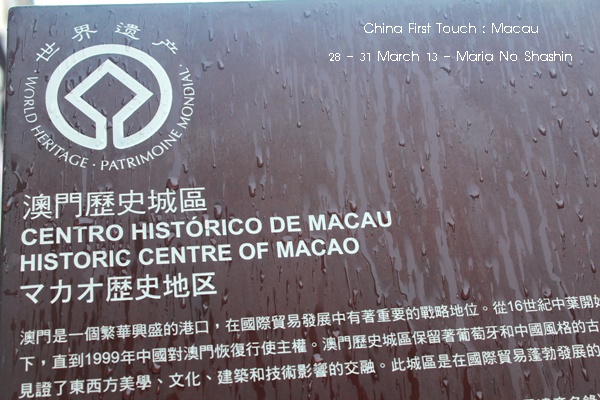 China First Touch : Macau
28 - 31 March 13 - Maria No Shashin
世界遗产
WORLD HERITAGE · PATRIMOINE MONDIAL
澳門歷史城區
CENTRO HISTÓRICO DE MACAU
HISTORIC CENTRE OF MACAO
マカオ歴史地区
澳門是一個繁華興盛的港口，在國際貿易發展中有著重要的戰略地位。從16世紀中葉開始
下，直到1999年中國對澳門恢復行使主權。澳門歷史城區保留著葡萄牙和中國風格的古
見證了東西方美學、文化、建築和技術影響的交融。此城區是在國際貿易蓬勃發展的